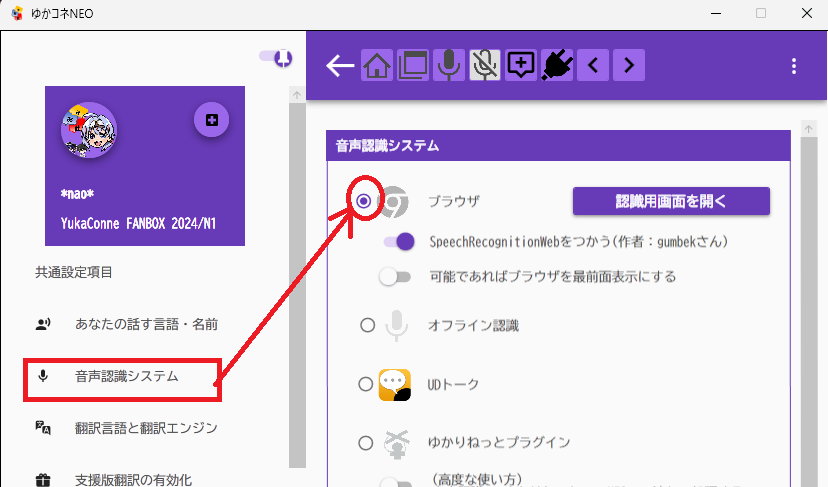 ゆかコネNEO
*nao*
YukaConne FANBOX 2024/N1
共通設定項目
あなたの話す言語・名前
音声認識システム
翻訳言語と翻訳エンジン
支援版翻訳の有効化
音声認識システム
ブラウザ
認識用画面を開く
SpeechRecognitionWebをつかう(作者：gumbekさん)
可能であればブラウザを最前面表示にする
オフライン認識
UDトーク
ゆかりねっとプラグイン
（高度な使い方）